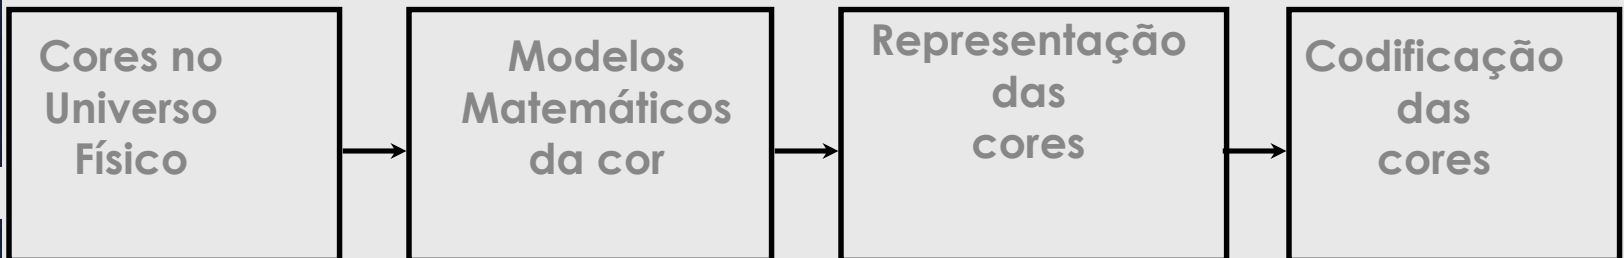 Cores no
Universo
Físico
Modelos
Matemáticos
da cor
Representação
das
cores
Codificação
das
cores